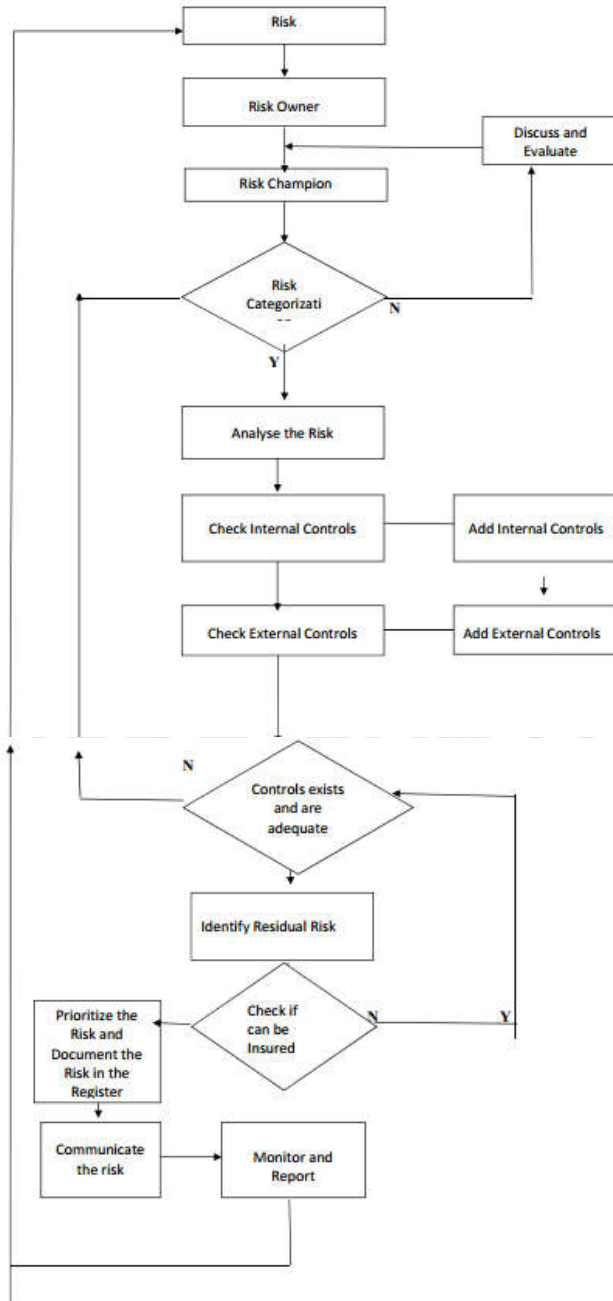 Risk
Risk Owner
Discuss and
Evaluate
Risk Champion
Risk
Categorizati
N
Y
Analyse the Risk
Check Internal Controls
Add Internal Controls
Check External Controls
Add External Controls
N
Controls exists
and are
adequate
Identify Residual Risk
Check if
can be
Insured
N
Y
Prioritize the
Risk and
Document the
Risk in the
Register
Communicate
the risk
Monitor and
Report